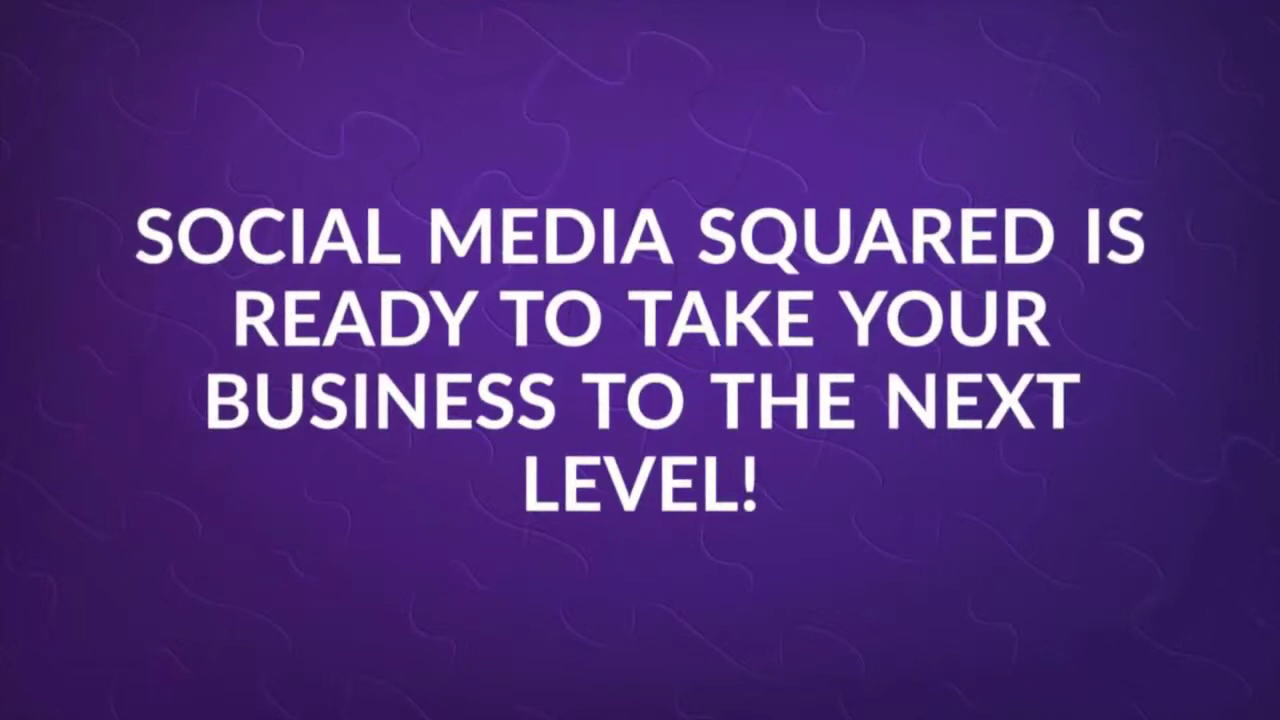 SOCIAL MEDIA SQUARED IS
READY TO TAKE YOUR
BUSINESS TO THE NEXT
LEVEL!